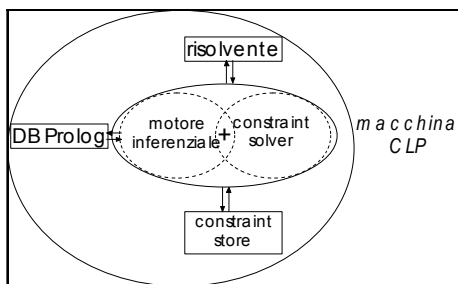 risolvente
motore
inferenziale
+
constraint
solver
DB Prolog
macchina
CLP
constraint
store